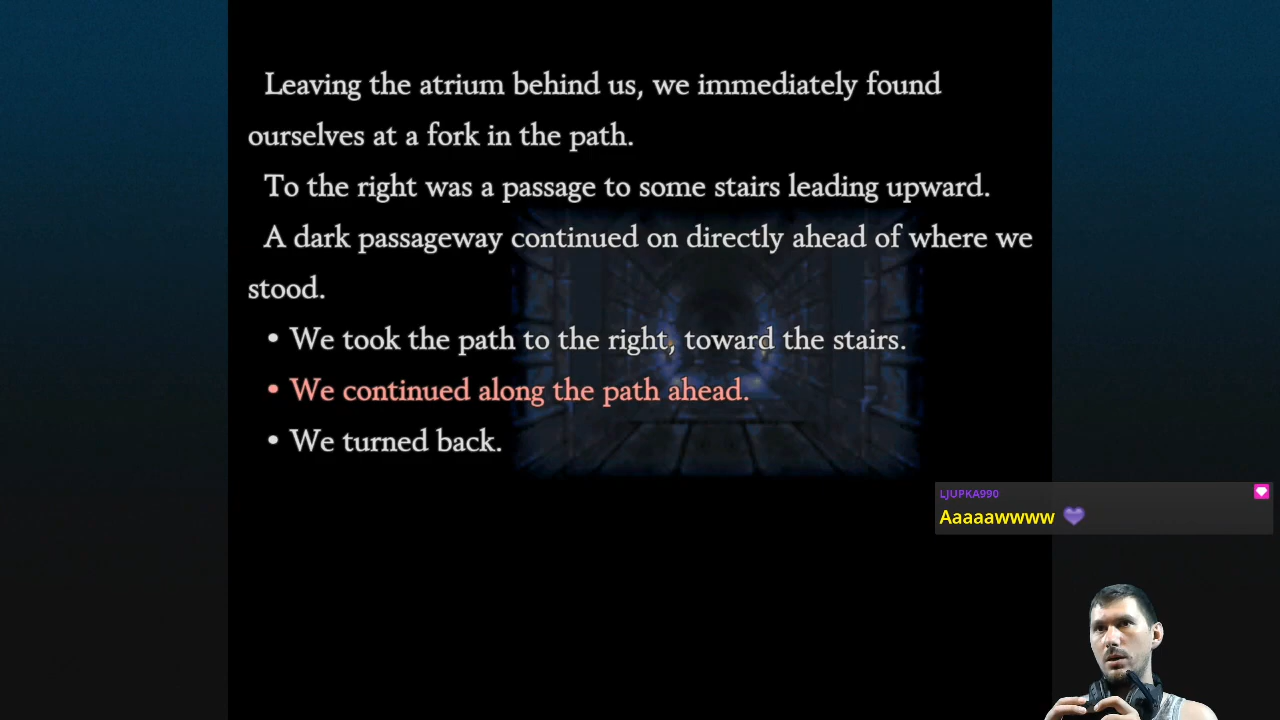 Leaving the atrium behind us, we immediately found
ourselves at a fork in the path.
To the right was a passage to some stairs leading upward.
A dark passageway continued on directly ahead of where we
stood.
• We took the path to the right, toward the stairs.
• We continued along the path ahead.
• We turned back.
LJUPKA990
Aaaaawwww 💜